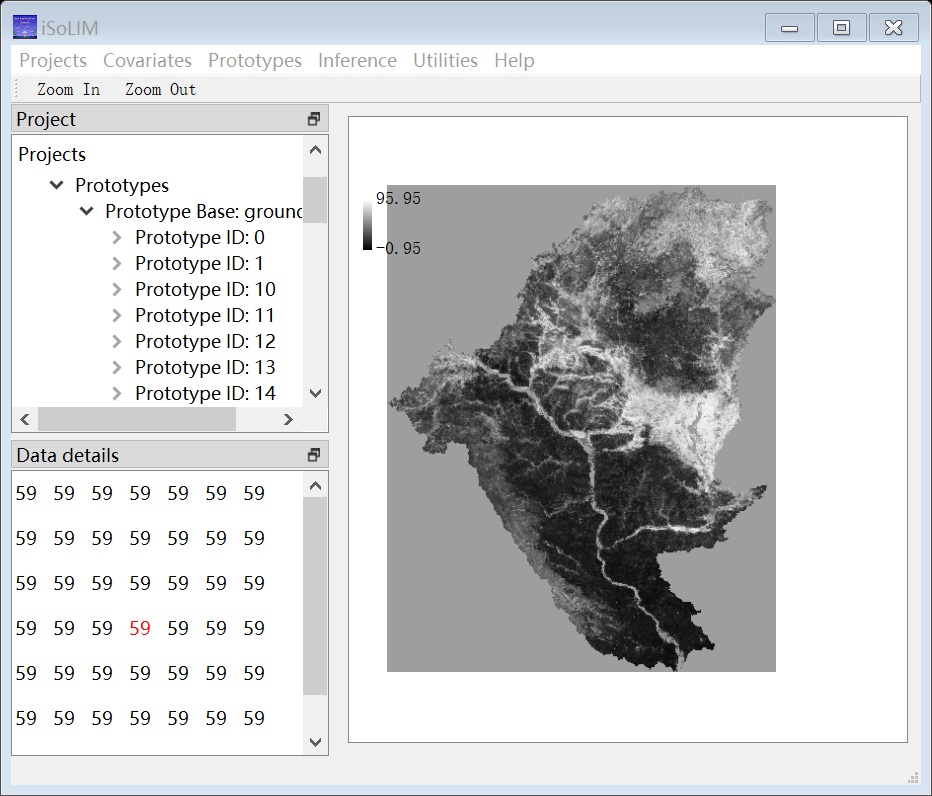 iSoLIM
Projects Covariates Prototypes Inference Utilities Help
Zoom In Zoom Out
Project
Projects
Prototypes
Prototype Base: ground
Prototype ID: 0
Prototype ID: 1
Prototype ID: 10
Prototype ID: 11
Prototype ID: 12
Prototype ID: 13
Prototype ID: 14
Data details
59 59 59 59 59 59 59
59 59 59 59 59 59 59
59 59 59 59 59 59 59
59 59 59 59 59 59 59
59 59 59 59 59 59 59
59 59 59 59 59 59 59
95.95
-0.95